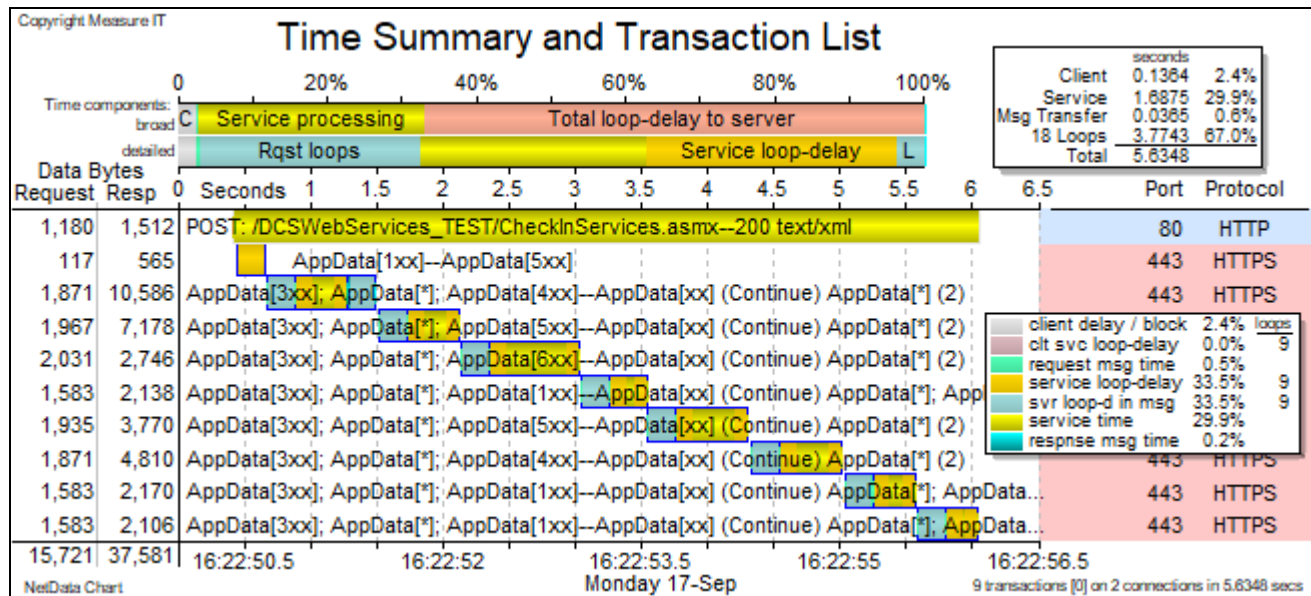 Copyright Measure IT
Time Summary and Transaction List
seconds
Client 0.1364 2.4%
Service 1.6875 29.9%
Msg Transfer 0.0365 0.6%
18 Loops 3.7743 67.0%
Total 5.6348
0 20% 40% 60% 80% 100%
Time components:
broad C Service processing Total loop-delay to server
detailed Rqst loops Service loop-delay L
Data Bytes
Request Resp 0 Seconds 1 1.5 2 2.5 3 3.5 4 4.5 5 5.5 6 6.5 Port Protocol
1,180 1,512 POST: /DCSWebServices_TEST/CheckInServices.asmx--200 text/xml 80 HTTP
117 565 AppData[1xx]--AppData[5xx] 443 HTTPS
1,871 10,586 AppData[3xx]; AppData[*]; AppData[4xx]--AppData[xx] (Continue) AppData[*] (2) 443 HTTPS
1,967 7,178 AppData[3xx]; AppData[*]; AppData[5xx]--AppData[xx] (Continue) AppData[*] (2)
2,031 2,746 AppData[3xx]; AppData[*]; AppData[6xx]--AppData[xx] (Continue) AppData[*] (2)
1,583 2,138 AppData[3xx]; AppData[*]; AppData[1xx]--AppData[xx] (Continue) AppData[*]; App
1,935 3,770 AppData[3xx]; AppData[*]; AppData[5xx]--AppData[xx] (Continue) AppData[*] (2)
1,871 4,810 AppData[3xx]; AppData[*]; AppData[4xx]--AppData[xx] (Continue) AppData[*] (2) 443 HTTPS
1,583 2,170 AppData[3xx]; AppData[*]; AppData[1xx]--AppData[xx] (Continue) AppData[*]; AppData... 443 HTTPS
1,583 2,106 AppData[3xx]; AppData[*]; AppData[1xx]--AppData[xx] (Continue) AppData[*]; AppData... 443 HTTPS
client delay / block 2.4% loops
clt svc loop-delay 0.0% 9
request msg time 0.5%
service loop-delay 33.5% 9
svr loop-d in msg 33.5% 9
service time 29.9%
respnse msg time 0.2%
15,721 37,581 16:22:50.5 16:22:52 16:22:53.5 16:22:55 16:22:56.5
Monday 17-Sep
NetData Chart
9 transactions [0] on 2 connections in 5.6348 secs